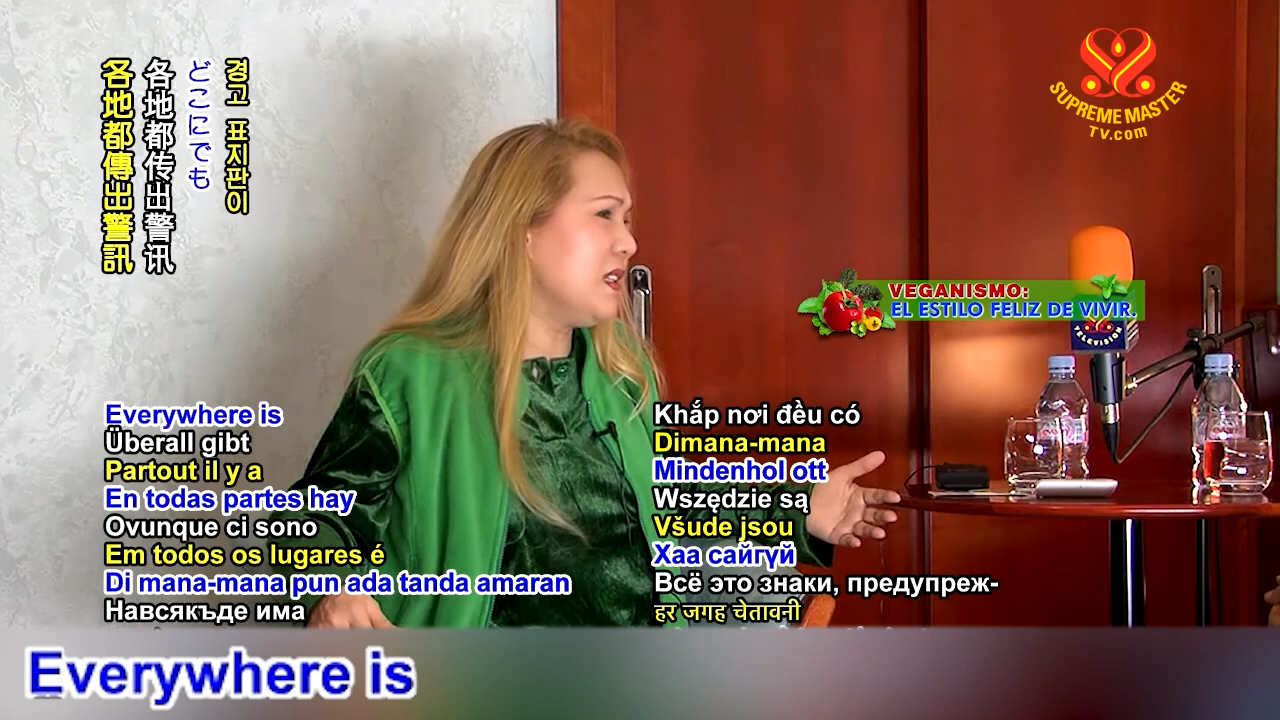 各地都傳出警訊
各地都传出警讯
どこにでも
경고 표지판이
SUPREME MASTER
TV.com
VEGANISMO:
EL ESTILO FELIZ DE VIVIR.
TELEVISION
Everywhere is
Überall gibt
Partout il y a
En todas partes hay
Ovunque ci sono
Em todos os lugares é
Di mana-mana pun ada tanda amaran
Навсякъде има
Khắp nơi đều có
Dimana-mana
Mindenhol ott
Wszędzie są
Všude jsou
Хаа сайгүй
Всё это знаки, предупреж-
हर जगह चेतावनी
Everywhere is